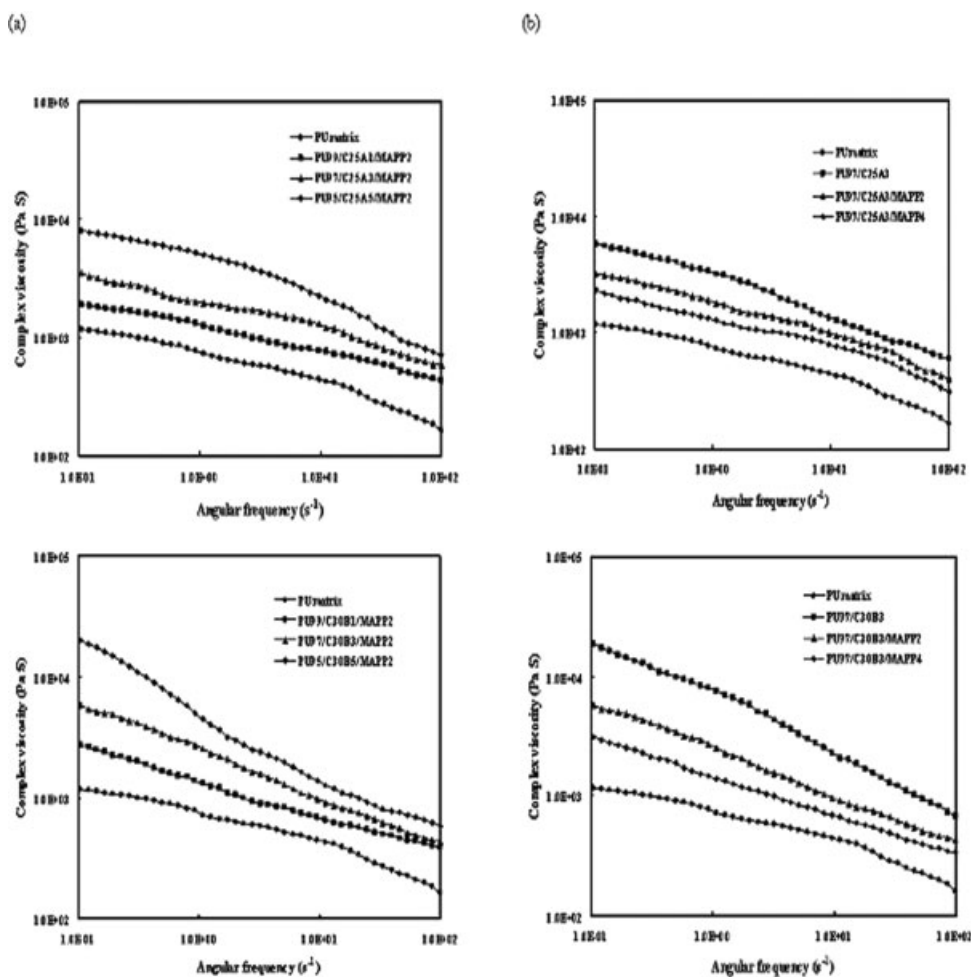 (a)
(b)
1.0E+05
1.0E+04
1.0E+03
1.0E+02
Complex viscosity (Pa S)
PU matrix
PU99/C25A1/MAPP2
PU97/C25A3/MAPP2
PU95/C25A5/MAPP2
1.0E-01 1.0E+00 1.0E+01 1.0E+02
Angular frequency (s⁻¹)
1.0E+05
1.0E+04
1.0E+03
1.0E+02
Complex viscosity (Pa S)
PU matrix
PU97/C25A3
PU97/C25A3/MAPP2
PU97/C25A3/MAPP4
1.0E-01 1.0E+00 1.0E+01 1.0E+02
Angular frequency (s⁻¹)
1.0E+05
1.0E+04
1.0E+03
1.0E+02
Complex viscosity (Pa S)
PU matrix
PU99/C30B1/MAPP2
PU97/C30B3/MAPP2
PU95/C30B5/MAPP2
1.0E-01 1.0E+00 1.0E+01 1.0E+02
Angular frequency (s⁻¹)
1.0E+05
1.0E+04
1.0E+03
1.0E+02
Complex viscosity (Pa S)
PU matrix
PU97/C30B3
PU97/C30B3/MAPP2
PU97/C30B3/MAPP4
1.0E-01 1.0E+00 1.0E+01
Angular frequency (s⁻¹)